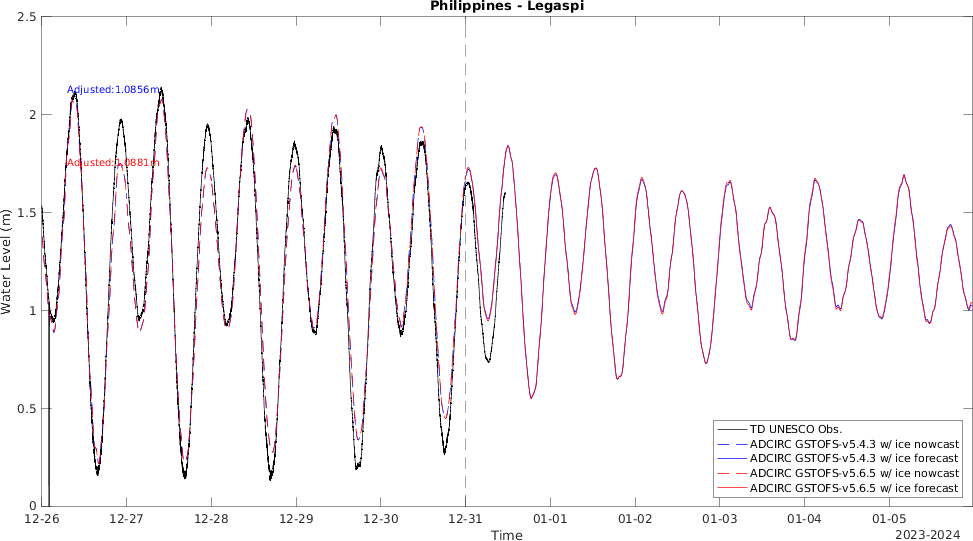 Philippines - Legaspi
2.5
2
1.5
1
0.5
0
Water Level (m)
Adjusted:1.0856m
Adjusted:1.0881m
TD UNESCO Obs.
ADCIRC GSTOFS-v5.4.3 w/ ice nowcast
ADCIRC GSTOFS-v5.4.3 w/ ice forecast
ADCIRC GSTOFS-v5.6.5 w/ ice nowcast
ADCIRC GSTOFS-v5.6.5 w/ ice forecast
12-26 12-27 12-28 12-29 12-30 12-31 01-01 01-02 01-03 01-04 01-05
Time
2023-2024